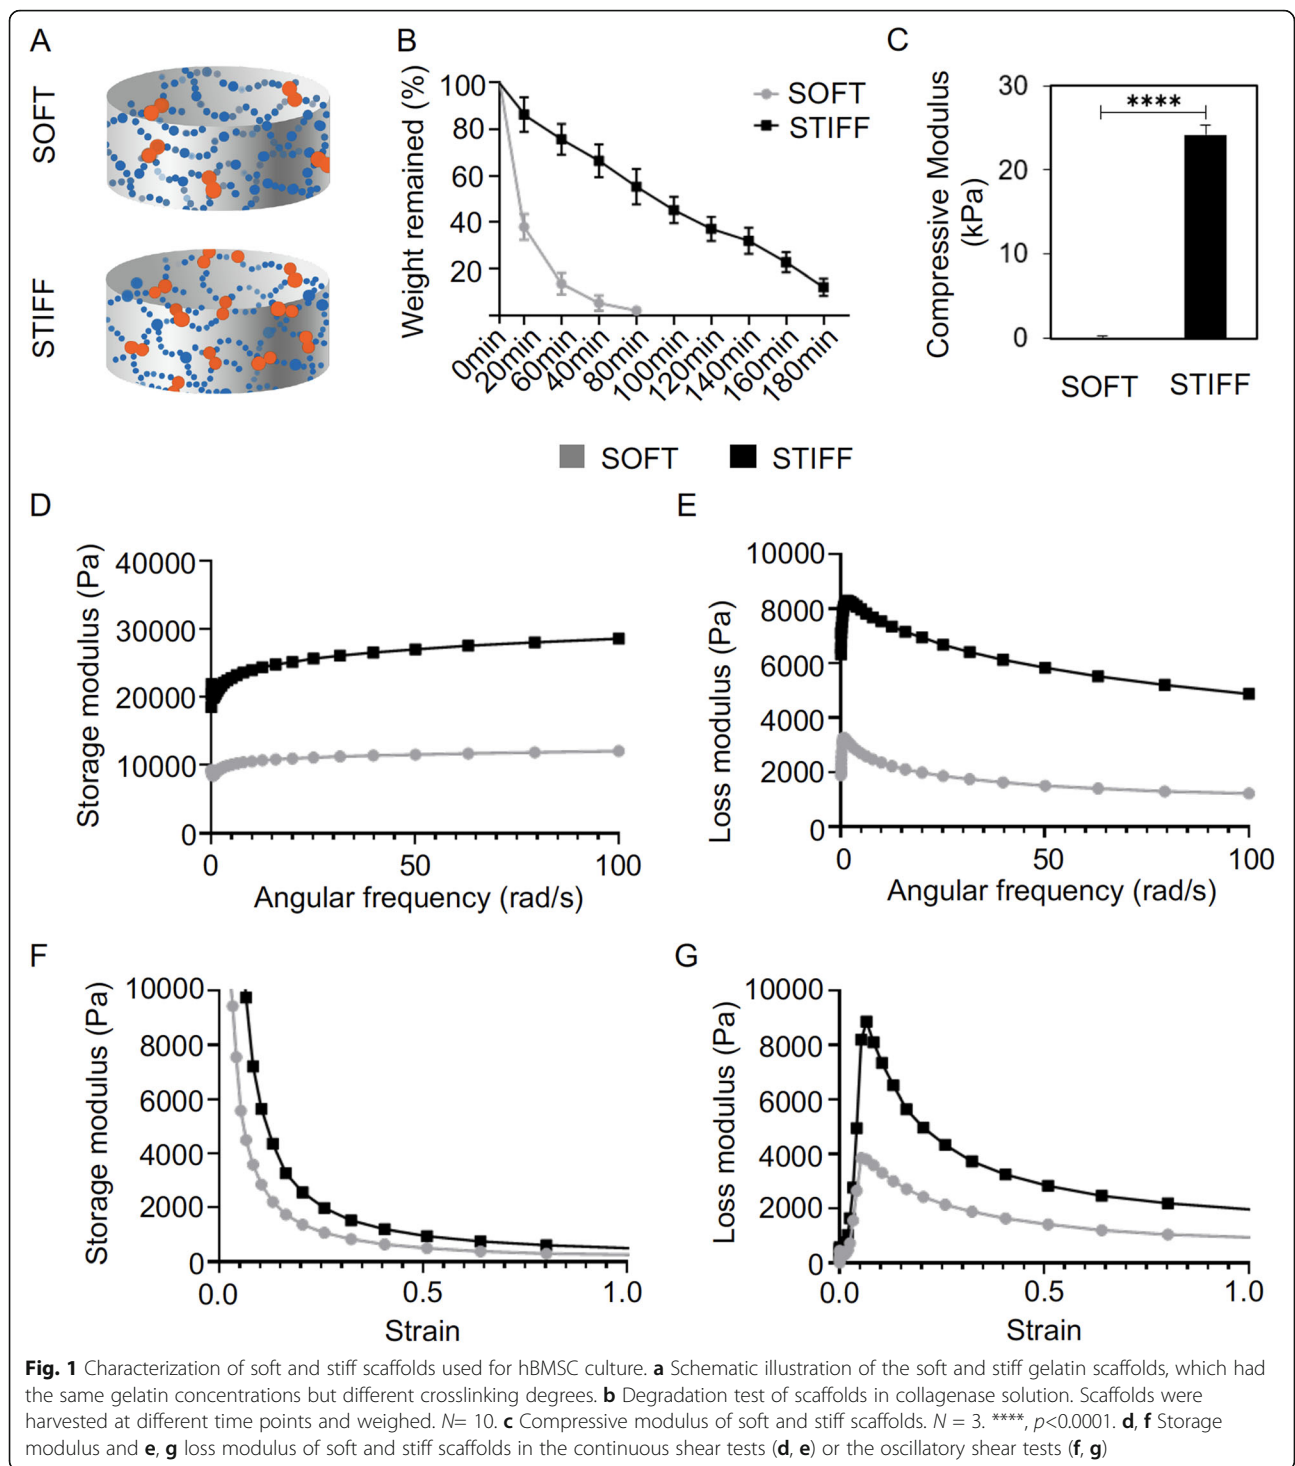 A
SOFT
STIFF
B
Weight remained (%)
100
80
60
40
20
0min
20min
60min
40min
80min
100min
120min
140min
160min
180min
SOFT
STIFF
C
Compressive Modulus
(kPa)
30
20
10
0
****
SOFT
STIFF
SOFT
STIFF
D
Storage modulus (Pa)
40000
30000
20000
10000
0
0
50
100
Angular frequency (rad/s)
E
Loss modulus (Pa)
10000
8000
6000
4000
2000
0
0
50
100
Angular frequency (rad/s)
F
Storage modulus (Pa)
10000
8000
6000
4000
2000
0
0.0
0.5
1.0
Strain
G
Loss modulus (Pa)
10000
8000
6000
4000
2000
0
0.0
0.5
1.0
Strain
Fig. 1 Characterization of soft and stiff scaffolds used for hBMSC culture. a Schematic illustration of the soft and stiff gelatin scaffolds, which had
the same gelatin concentrations but different crosslinking degrees. b Degradation test of scaffolds in collagenase solution. Scaffolds were
harvested at different time points and weighed. N= 10. c Compressive modulus of soft and stiff scaffolds. N = 3. ****, p<0.0001. d, f Storage
modulus and e, g loss modulus of soft and stiff scaffolds in the continuous shear tests (d, e) or the oscillatory shear tests (f, g)